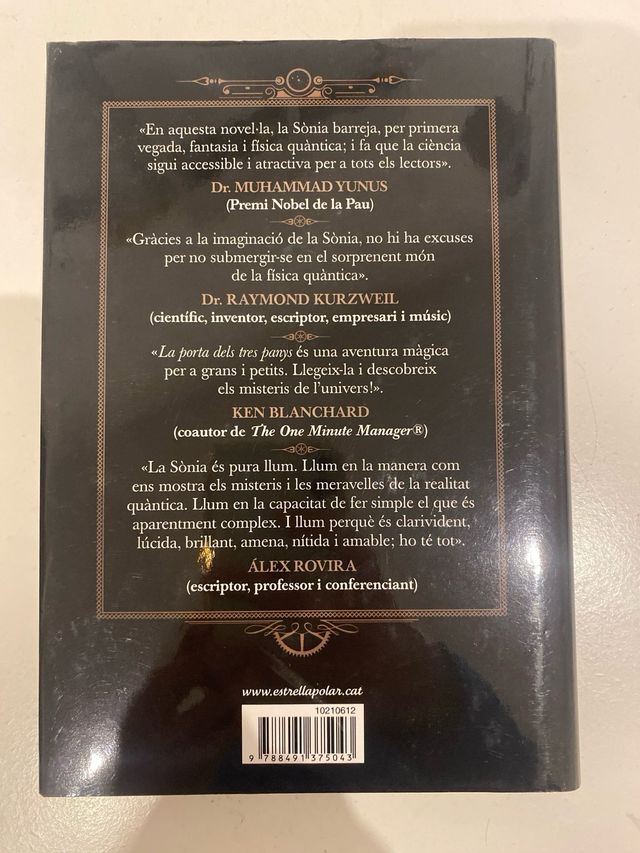 «En aquesta novel·la, la Sònia barreja, per primera
vegada, fantasia i física quàntica; i fa que la ciència
sigui accessible i atractiva per a tots els lectors».
Dr. MUHAMMAD YUNUS
(Premi Nobel de la Pau)
«Gràcies a la imaginació de la Sònia, no hi ha excuses
per no submergir-se en el sorprenent món
de la física quàntica».
Dr. RAYMOND KURZWEIL
(científic, inventor, escriptor, empresari i músic)
«La porta dels tres panys és una aventura màgica
per a grans i petits. Llegeix-la i descobreix
els misteris de l'univers!».
KEN BLANCHARD
(coautor de The One Minute Manager®)
«La Sònia és pura llum. Llum en la manera com
ens mostra els misteris i les meravelles de la realitat
quàntica. Llum en la capacitat de fer simple el que és
aparentment complex. I llum perquè és clarivident,
lúcida, brillant, amena, nítida i amable; ho té tot».
ÁLEX ROVIRA
(escriptor, professor i conferenciant)
www.estrellapolar.cat
10210612
9 788491 375043